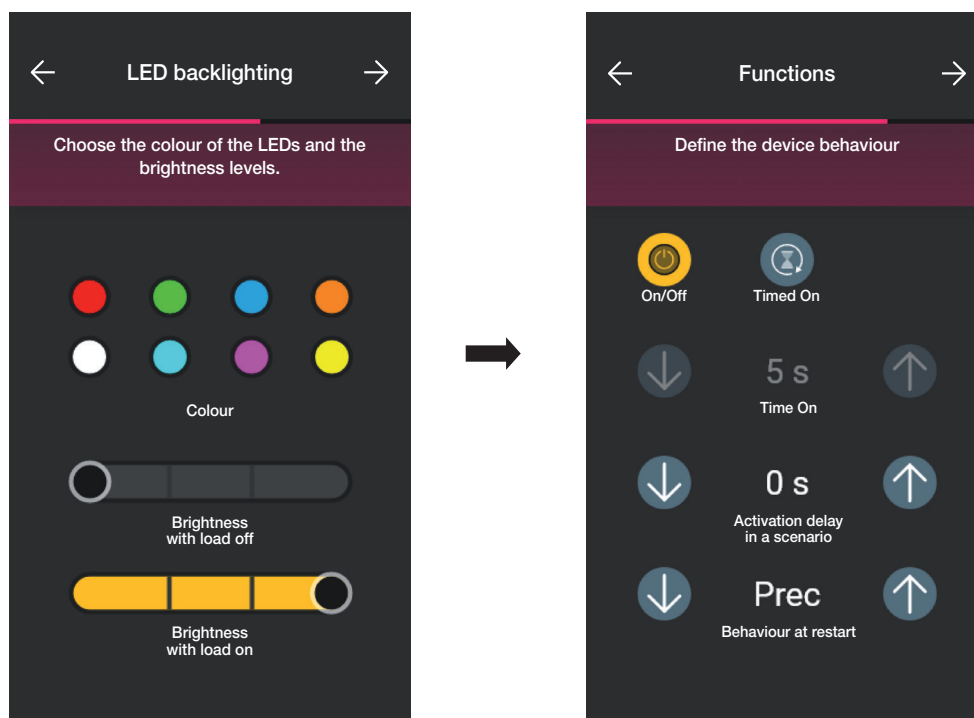 LED backlighting
Choose the colour of the LEDs and the
brightness levels.
Colour
Brightness
with load off
Brightness
with load on
Functions
Define the device behaviour
On/Off
Timed On
5 s
Time On
0 s
Activation delay
in a scenario
Prec
Behaviour at restart